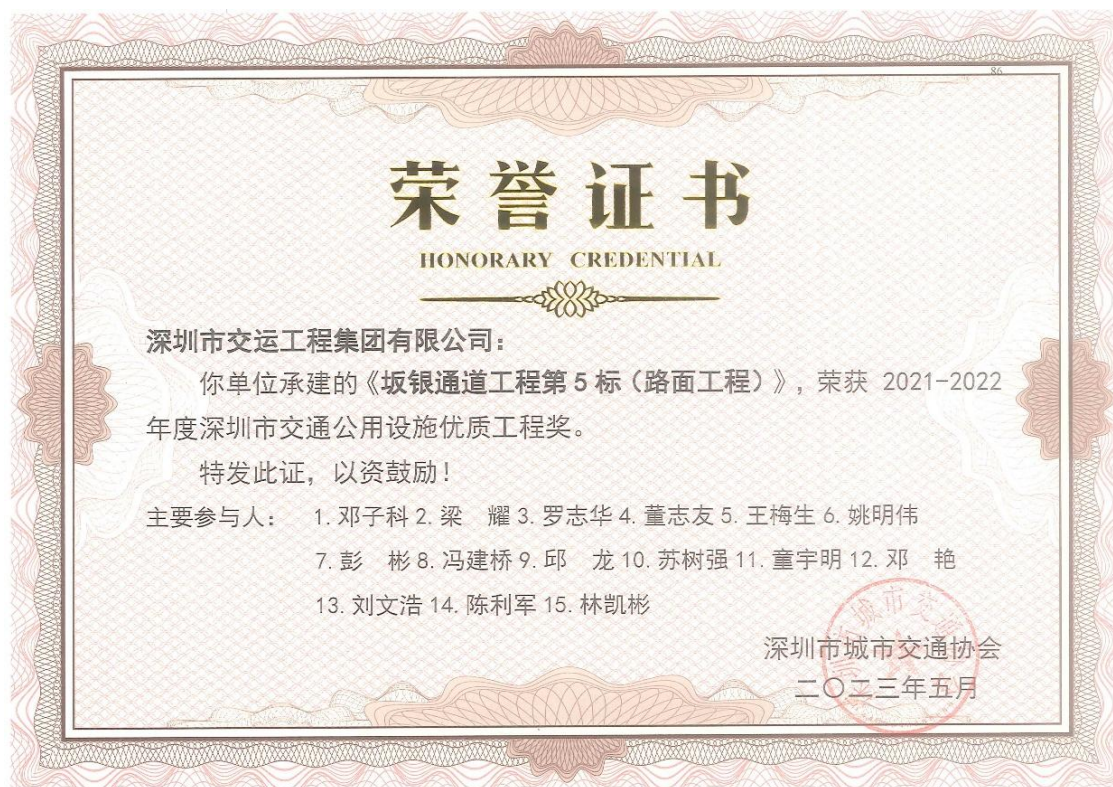 86
荣誉证书
HONORARY CREDENTIAL
深圳市交运工程集团有限公司：
你单位承建的《坂银通道工程第5标（路面工程）》，荣获 2021-2022
年度深圳市交通公用设施优质工程奖。
特发此证，以资鼓励！
主要参与人： 1.邓子科 2.梁 耀 3.罗志华 4.董志友 5.王梅生 6.姚明伟
7.彭 彬 8.冯建桥 9.邱 龙 10.苏树强 11.童宇明 12.邓 艳
13.刘文浩 14.陈利军 15.林凯彬
深圳市城市交通协会
二〇二三年五月